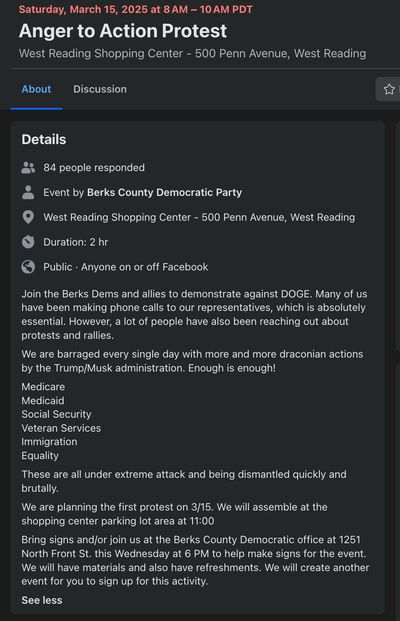 Saturday, March 15, 2025 at 8 AM – 10 AM PDT
Anger to Action Protest
West Reading Shopping Center - 500 Penn Avenue, West Reading
About
Discussion
Details
84 people responded
Event by Berks County Democratic Party
West Reading Shopping Center - 500 Penn Avenue, West Reading
Duration: 2 hr
Public · Anyone on or off Facebook
Join the Berks Dems and allies to demonstrate against DOGE. Many of us
have been making phone calls to our representatives, which is absolutely
essential. However, a lot of people have also been reaching out about
protests and rallies.
We are barraged every single day with more and more draconian actions
by the Trump/Musk administration. Enough is enough!
Medicare
Medicaid
Social Security
Veteran Services
Immigration
Equality
These are all under extreme attack and being dismantled quickly and
brutally.
We are planning the first protest on 3/15. We will assemble at the
shopping center parking lot area at 11:00
Bring signs and/or join us at the Berks County Democratic office at 1251
North Front St. this Wednesday at 6 PM to help make signs for the event.
We will have materials and also have refreshments. We will create another
event for you to sign up for this activity.
See less